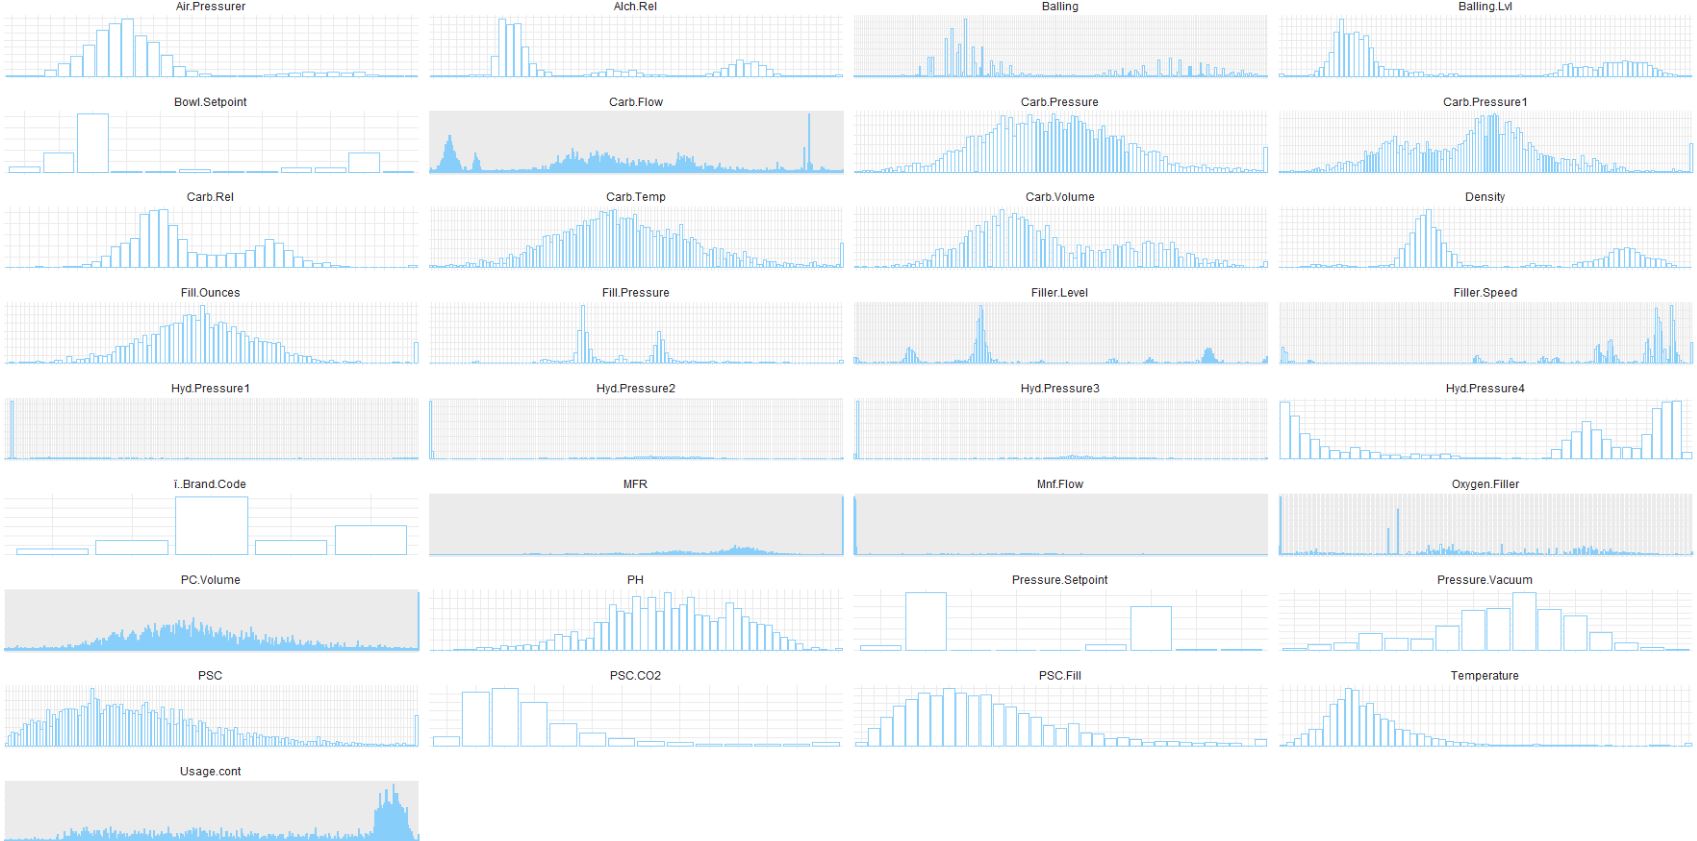 Air.Pressurer
Alch.Rel
Balling
Balling.Lvl
Bowl.Setpoint
Carb.Flow
Carb.Pressure
Carb.Pressure1
Carb.Rel
Carb.Temp
Carb.Volume
Density
Fill.Ounces
Fill.Pressure
Filler.Level
Filler.Speed
Hyd.Pressure1
Hyd.Pressure2
Hyd.Pressure3
Hyd.Pressure4
ï..Brand.Code
MFR
Mnf.Flow
Oxygen.Filler
PC.Volume
PH
Pressure.Setpoint
Pressure.Vacuum
PSC
PSC.CO2
PSC.Fill
Temperature
Usage.cont